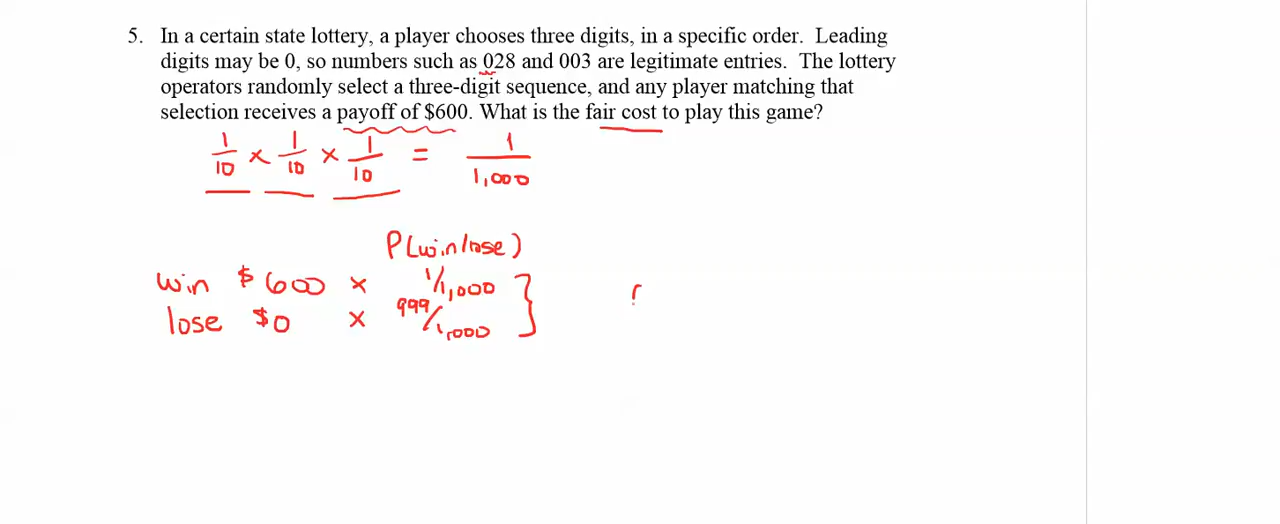 5. In a certain state lottery, a player chooses three digits, in a specific order. Leading
digits may be 0, so numbers such as 028 and 003 are legitimate entries. The lottery
operators randomly select a three-digit sequence, and any player matching that
selection receives a payoff of $600. What is the fair cost to play this game?
1/10 × 1/10 × 1/10 = 1/1,000
P(win/lose)
win $600 × 1/1,000
lose $0 × 999/1,000